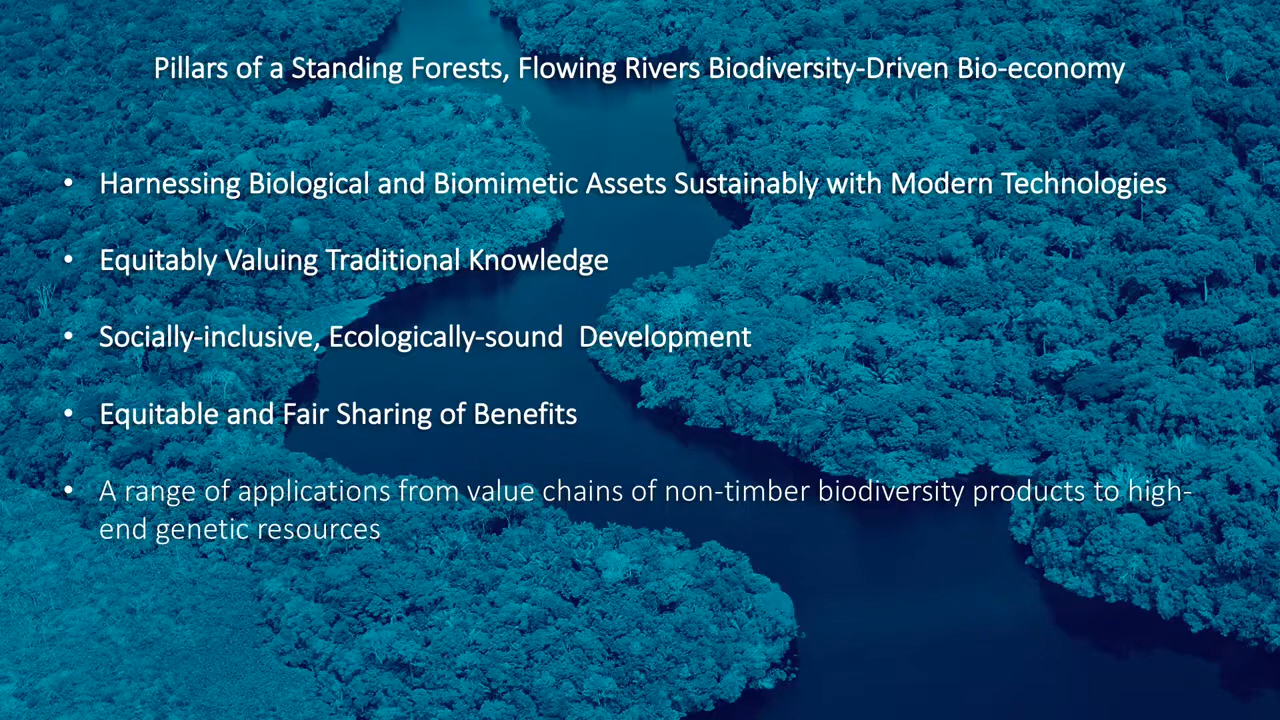 Pillars of a Standing Forests, Flowing Rivers Biodiversity-Driven Bio-economy
• Harnessing Biological and Biomimetic Assets Sustainably with Modern Technologies
• Equitably Valuing Traditional Knowledge
• Socially-inclusive, Ecologically-sound  Development
• Equitable and Fair Sharing of Benefits
• A range of applications from value chains of non-timber biodiversity products to high-
end genetic resources